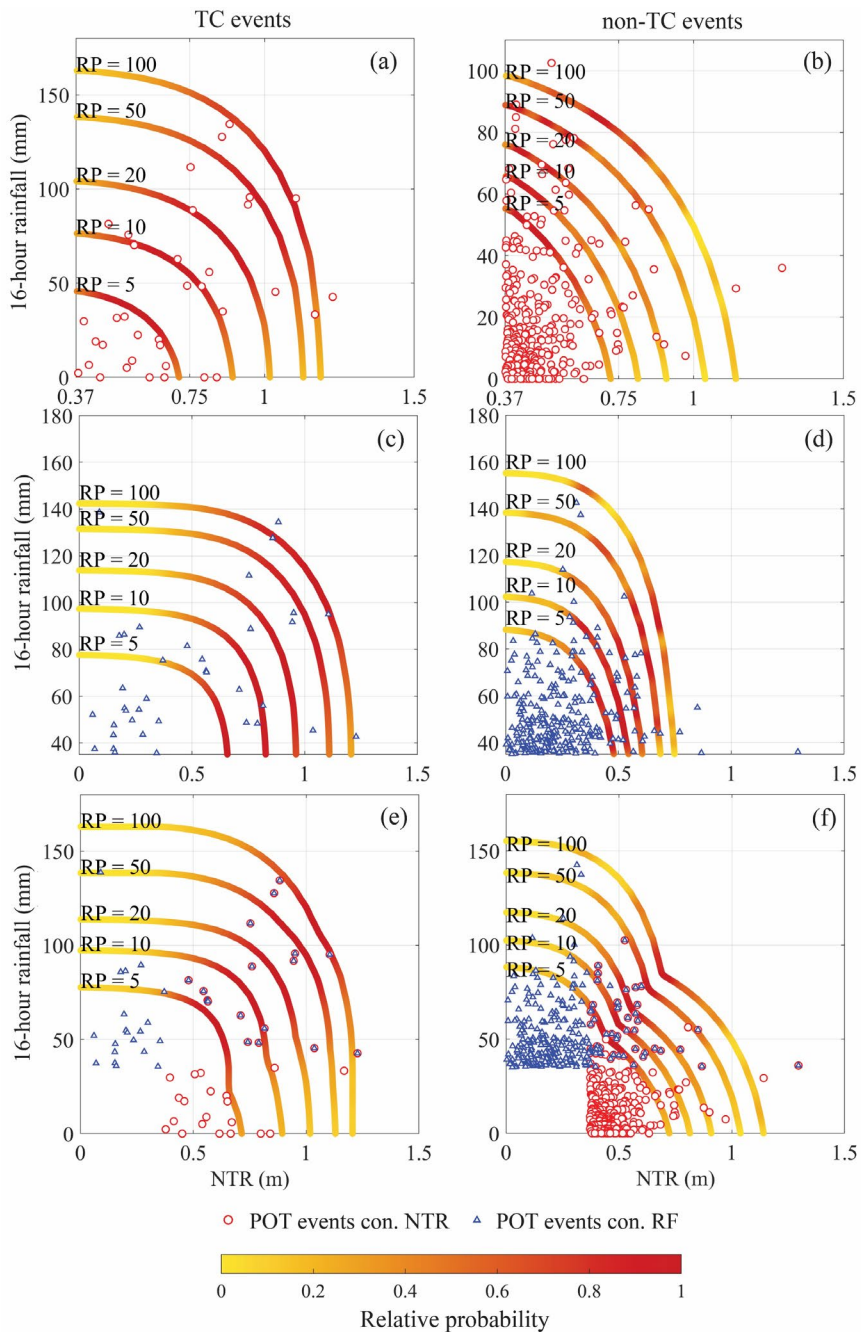 TC events
non-TC events
16-hour rainfall (mm)
(a)
RP = 100
RP = 50
RP = 20
RP = 10
RP = 5
150
100
50
0
0.37
0.75
1
1.5
(b)
RP = 100
RP = 50
RP = 20
RP = 10
RP = 5
100
80
60
40
20
0
0.37
0.75
1
1.5
16-hour rainfall (mm)
(c)
RP = 100
RP = 50
RP = 20
RP = 10
RP = 5
180
160
140
120
100
80
60
40
0
0.5
1
1.5
(d)
RP = 100
RP = 50
RP = 20
RP = 10
RP = 5
180
160
140
120
100
80
60
40
0
0.5
1
1.5
16-hour rainfall (mm)
(e)
RP = 100
RP = 50
RP = 20
RP = 10
RP = 5
150
100
50
0
0
0.5
1
1.5
NTR (m)
(f)
RP = 100
RP = 50
RP = 20
RP = 10
RP = 5
150
100
50
0
0
0.5
1
1.5
NTR (m)
POT events con. NTR
POT events con. RF
0 0.2 0.4 0.6 0.8 1
Relative probability